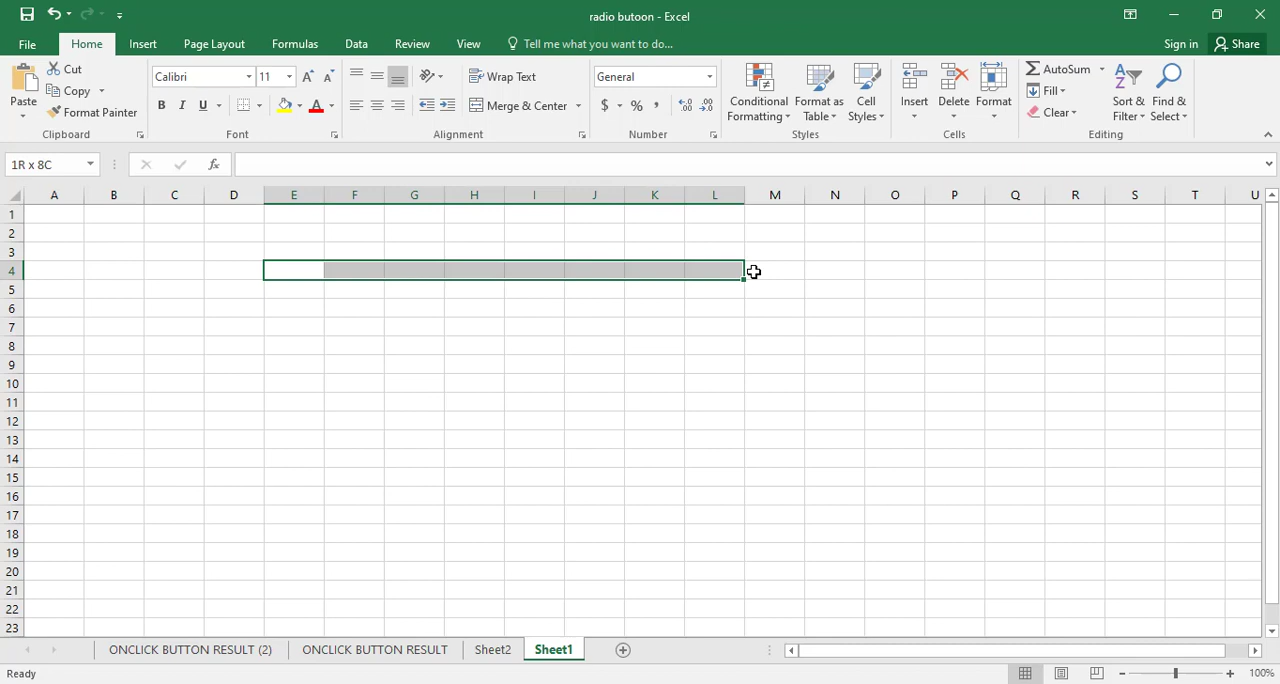 radio butoon - Excel
File Home Insert Page Layout Formulas Data Review View Tell me what you want to do... Sign in Share
Paste
Cut
Copy
Format Painter
Clipboard
Calibri 11
B I U A
Font
Wrap Text
Merge & Center
Alignment
General
$ % ,
Number
Conditional Formatting
Format as Table
Cell Styles
Styles
Insert Delete Format
Cells
AutoSum
Fill
Clear
Sort & Filter
Find & Select
Editing
1R x 8C fx
A B C D E F G H I J K L M N O P Q R S T U
1
2
3
4
5
6
7
8
9
10
11
12
13
14
15
16
17
18
19
20
21
22
23
ONCLICK BUTTON RESULT (2) ONCLICK BUTTON RESULT Sheet2 Sheet1
Ready 100%